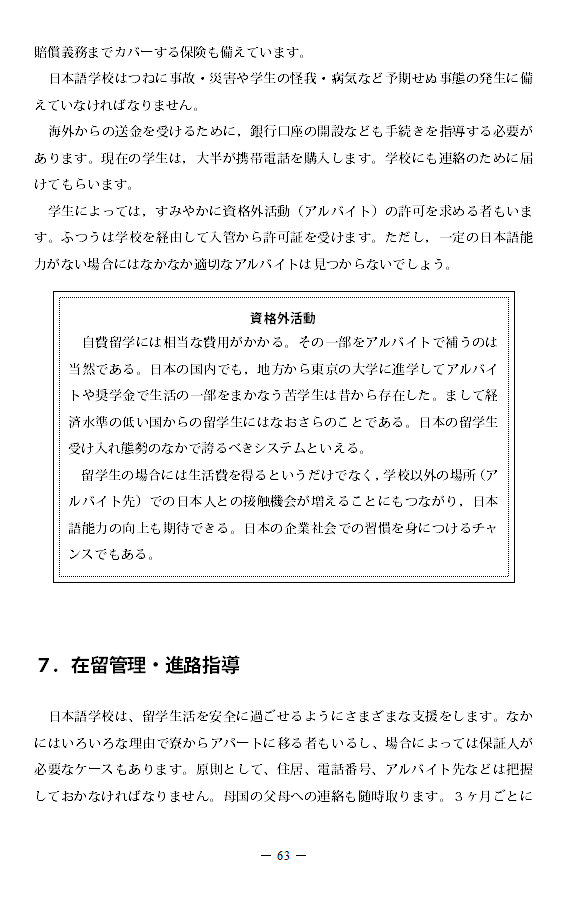 賠償義務までカバーする保険も備えています。
日本語学校はつねに事故・災害や学生の怪我・病気など予期せぬ事態の発生に備
えていなければなりません。
海外からの送金を受けるために，銀行口座の開設なども手続きを指導する必要が
あります。現在の学生は，大半が携帯電話を購入します。学校にも連絡のために届
けてもらいます。
学生によっては，すみやかに資格外活動（アルバイト）の許可を求める者もいま
す。ふつうは学校を経由して入管から許可証を受けます。ただし，一定の日本語能
力がない場合にはなかなか適切なアルバイトは見つからないでしょう。
資格外活動
自費留学には相当な費用がかかる。その一部をアルバイトで補うのは
当然である。日本の国内でも，地方から東京の大学に進学してアルバイ
トや奨学金で生活の一部をまかなう苦学生は昔から存在した。まして経
済水準の低い国からの留学生にはなおさらのことである。日本の留学生
受け入れ態勢のなかで誇るべきシステムといえる。
留学生の場合には生活費を得るというだけでなく，学校以外の場所（ア
ルバイト先）での日本人との接触機会が増えることにもつながり，日本
語能力の向上も期待できる。日本の企業社会での習慣を身につけるチャ
ンスでもある。
７．在留管理・進路指導
日本語学校は、留学生活を安全に過ごせるようにさまざまな支援をします。なか
にはいろいろな理由で寮からアパートに移る者もいるし、場合によっては保証人が
必要なケースもあります。原則として、住居、電話番号、アルバイト先などは把握
しておかなければなりません。母国の父母への連絡も随時取ります。３ヶ月ごとに
― 63 ―